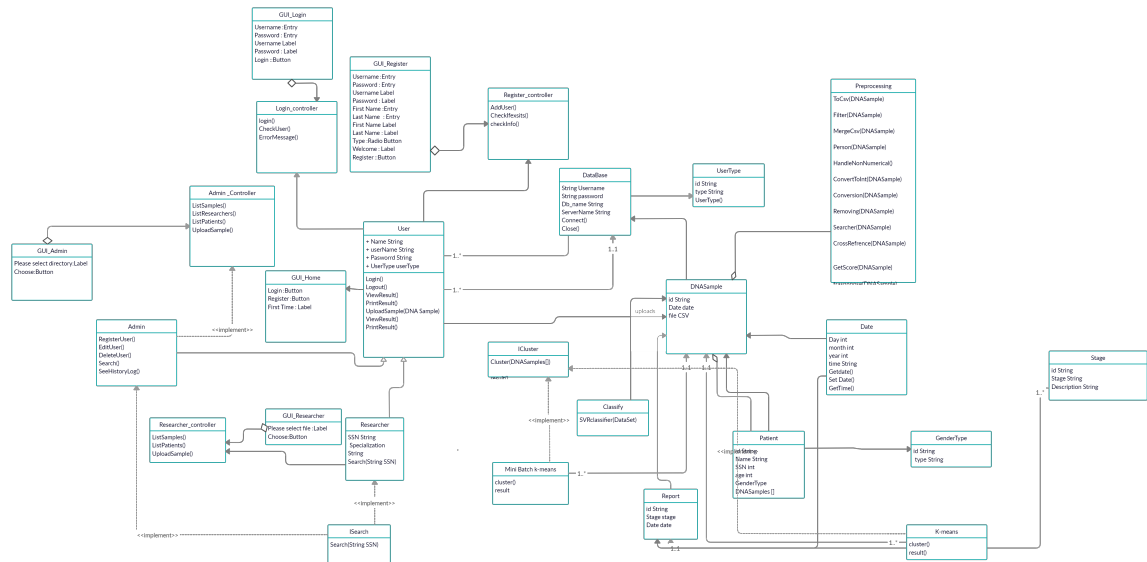 GUI_Login
Username :Entry
Password : Entry
Username Label
Password : Label
Login :Button
GUI_Register
Username :Entry
Password : Entry
Username Label
Password : Label
First Name :Entry
Last Name : Entry
First Name Label
Last Name : Label
Type :Radio Button
Welcome : Label
Register : Button
Login_controller
login()
CheckUser()
ErrorMessage()
Register_controller
AddUser()
CheckIfexsits()
checkInfo()
Preprocessing
ToCsv(DNASample)
Filter(DNASample)
MergeCsv(DNASample)
Person(DNASample)
HandleNonNumerical()
ConvertToInt(DNASample)
Conversion(DNASample)
Removing(DNASample)
Searcher(DNASample)
CrossRefrence(DNASample)
GetScore(DNASample)
DataBase
String Username
String password
Db_name String
ServerName String
Connect()
Close()
UserType
id String
type String
UserType()
Admin _Controller
ListSamples()
ListResearchers()
ListPatients()
UploadSample()
GUI_Admin
Please select directory:Label
Choose:Button
User
+ Name String
+ userName String
+ Password String
+ UserType userType
Login()
Logout()
ViewResult()
PrintResult()
UploadSample(DNA Sample)
ViewResult()
PrintResult()
1..*
1..1
1..*
GUI_Home
Login :Button
Register :Button
First Time : Label
DNASample
id String
Date date
file CSV
uploads
Admin
RegisterUser()
EditUser()
DeleteUser()
Search()
SeeHistoryLog()
<<implement>>
Date
Day int
month int
year int
time String
Getdate()
Set Date()
GetTime()
ICluster
Cluster(DNASamples[])
1..1
1..1
Stage
id String
Stage String
Description String
1..*
Classify
SVRclassifier(DataSet)
<<implement>>
GUI_Researcher
Please select file :Label
Choose:Button
Researcher_controller
ListSamples()
ListPatients()
UploadSample()
Researcher
SSN String
Specialization
String
Search(String SSN)
Patient
id String
Name String
SSN int
age int
GenderType
DNASamples []
GenderType
id String
type String
Mini Batch k-means
cluster()
result
1..*
Report
id String
Stage stage
Date date
1..1
<<implement>>
ISearch
Search(String SSN)
<<implement>>
K-means
cluster()
result()
1..*